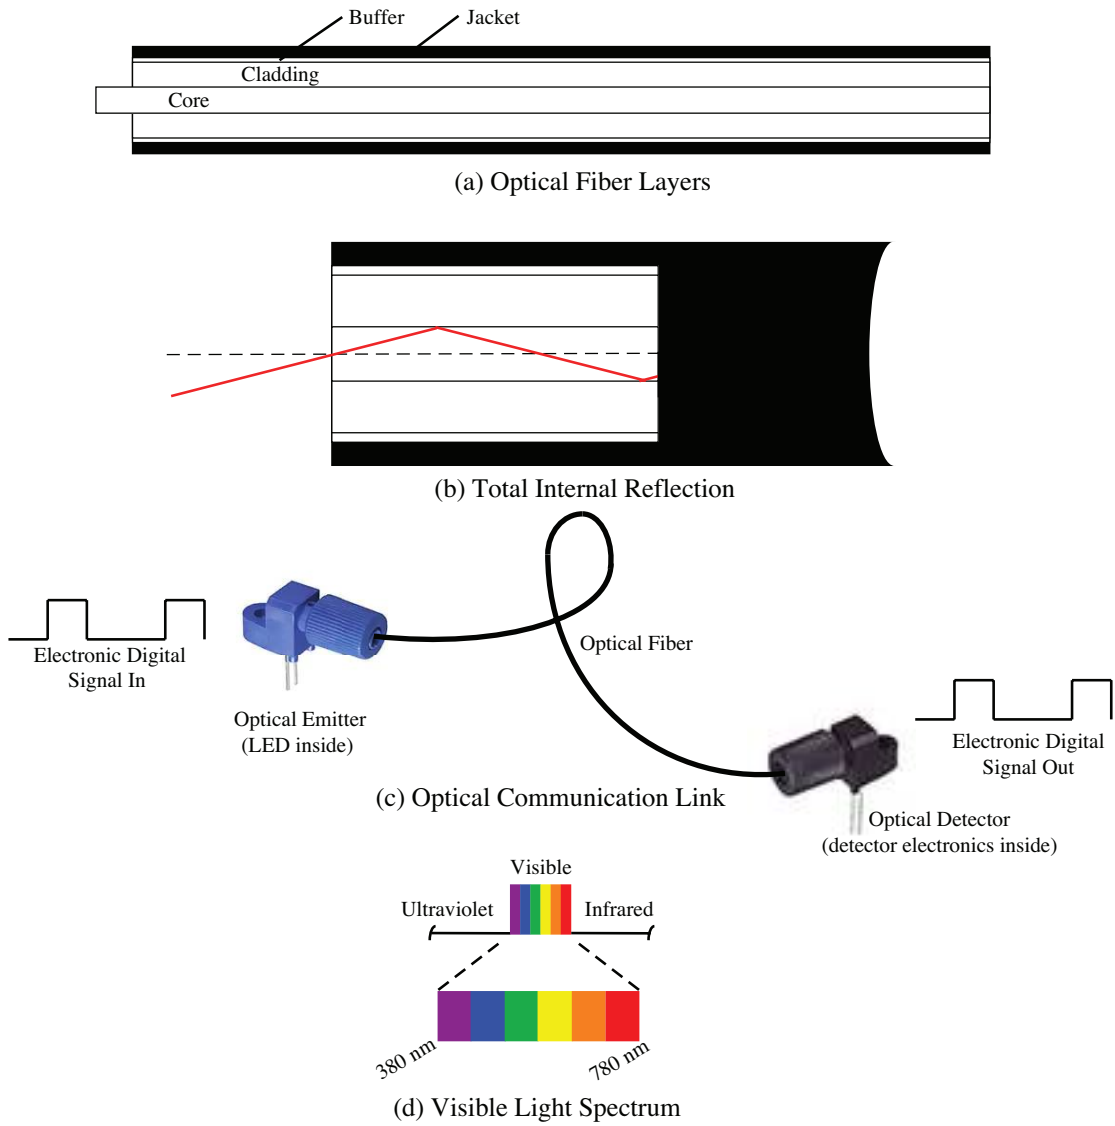 Buffer
Jacket
Cladding
Core
(a) Optical Fiber Layers
(b) Total Internal Reflection
Electronic Digital
Signal In
Optical Emitter
(LED inside)
Optical Fiber
Electronic Digital
Signal Out
(c) Optical Communication Link
Optical Detector
(detector electronics inside)
Visible
Ultraviolet
Infrared
380 nm
780 nm
(d) Visible Light Spectrum